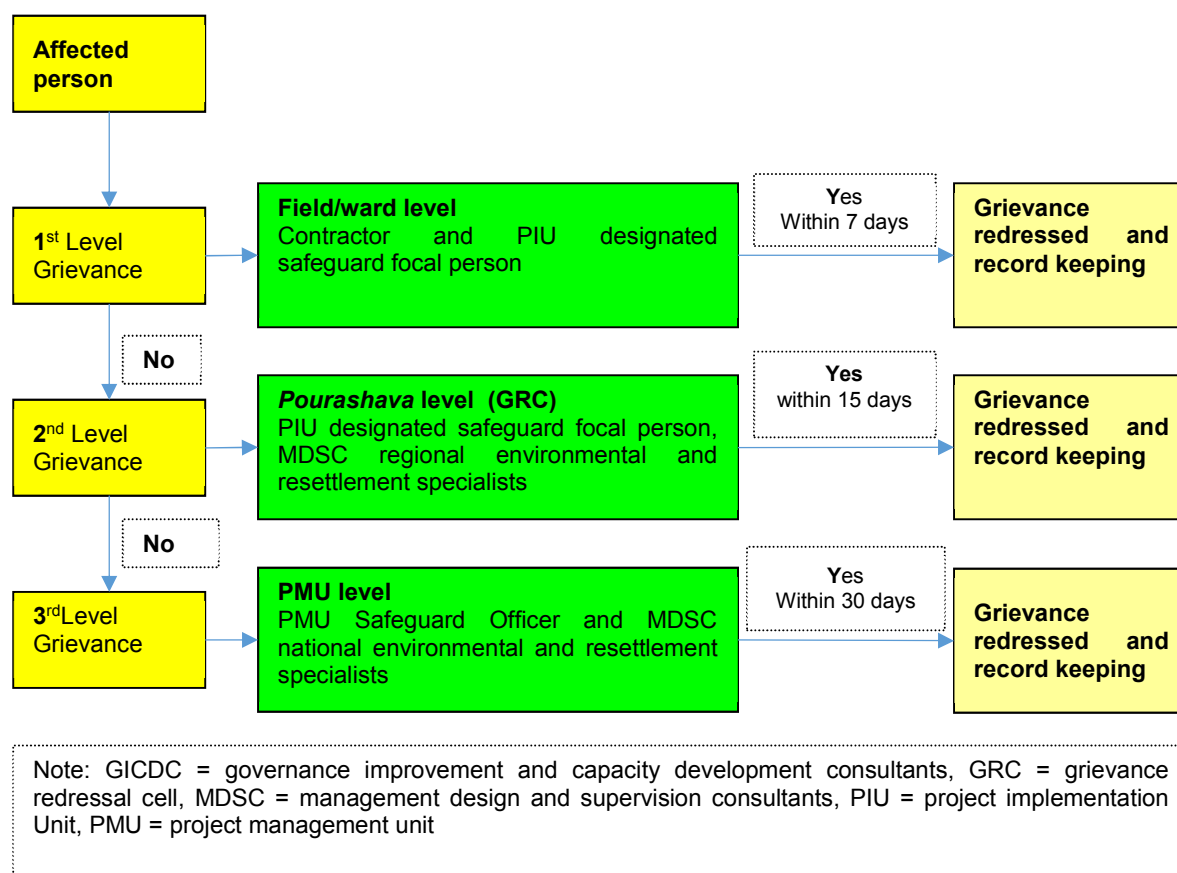 Affected
person
1st Level
Grievance
Field/ward level
Contractor and PIU designated
safeguard focal person
Yes
Within 7 days
Grievance
redressed and
record keeping
No
2nd Level
Grievance
Pourashava level (GRC)
PIU designated safeguard focal person,
MDSC regional environmental and
resettlement specialists
Yes
within 15 days
Grievance
redressed and
record keeping
No
3rdLevel
Grievance
PMU level
PMU Safeguard Officer and MDSC
national environmental and resettlement
specialists
Yes
Within 30 days
Grievance
redressed and
record keeping
Note: GICDC = governance improvement and capacity development consultants, GRC = grievance
redressal cell, MDSC = management design and supervision consultants, PIU = project implementation
Unit, PMU = project management unit